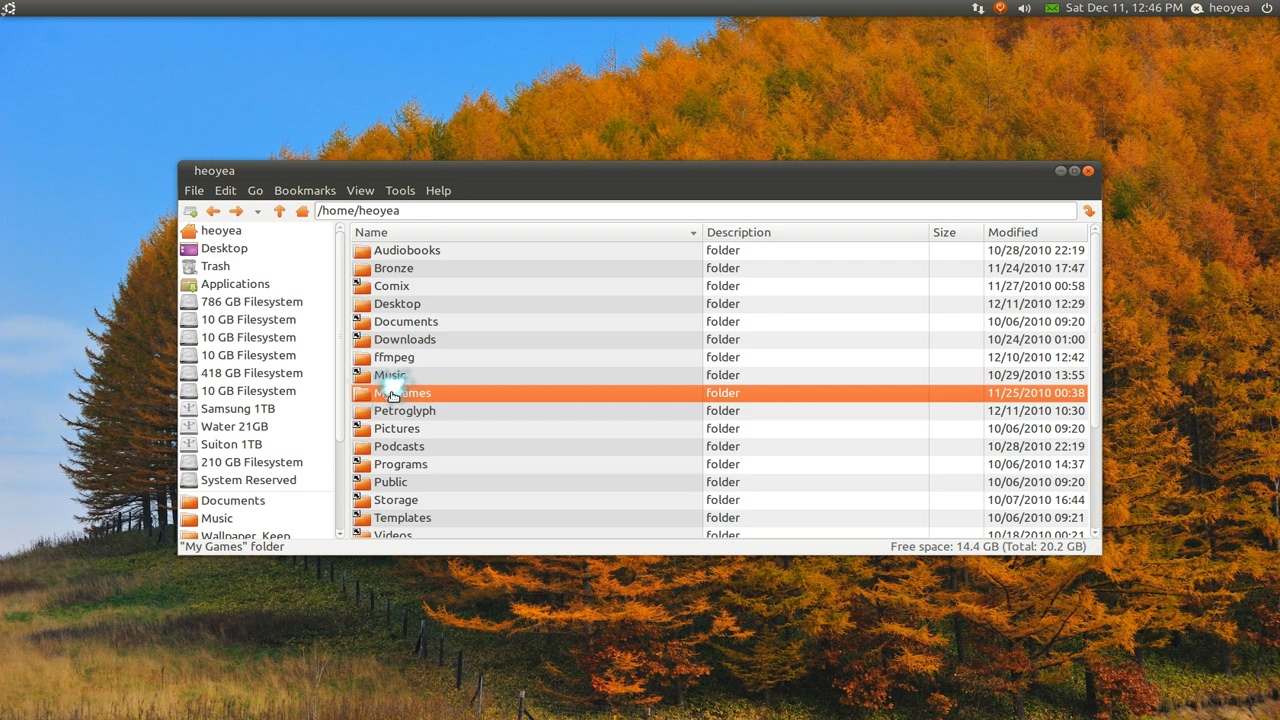 Sat Dec 11, 12:46 PM heoyea
heoyea
File Edit Go Bookmarks View Tools Help
/home/heoyea
heoyea
Desktop
Trash
Applications
786 GB Filesystem
10 GB Filesystem
10 GB Filesystem
10 GB Filesystem
418 GB Filesystem
10 GB Filesystem
Samsung 1TB
Water 21GB
Suiton 1TB
210 GB Filesystem
System Reserved
Documents
Music
Wallpaper_Keep
Name Description Size Modified
Audiobooks folder 10/28/2010 22:19
Bronze folder 11/24/2010 17:47
Comix folder 11/27/2010 00:58
Desktop folder 12/11/2010 12:29
Documents folder 10/06/2010 09:20
Downloads folder 10/24/2010 01:00
ffmpeg folder 12/10/2010 12:42
Music folder 10/29/2010 13:55
My Games folder 11/25/2010 00:38
Petroglyph folder 12/11/2010 10:30
Pictures folder 10/06/2010 09:20
Podcasts folder 10/28/2010 22:19
Programs folder 10/06/2010 14:37
Public folder 10/06/2010 09:20
Storage folder 10/07/2010 16:44
Templates folder 10/06/2010 09:21
Videos folder 10/18/2010 00:21
"My Games" folder Free space: 14.4 GB (Total: 20.2 GB)